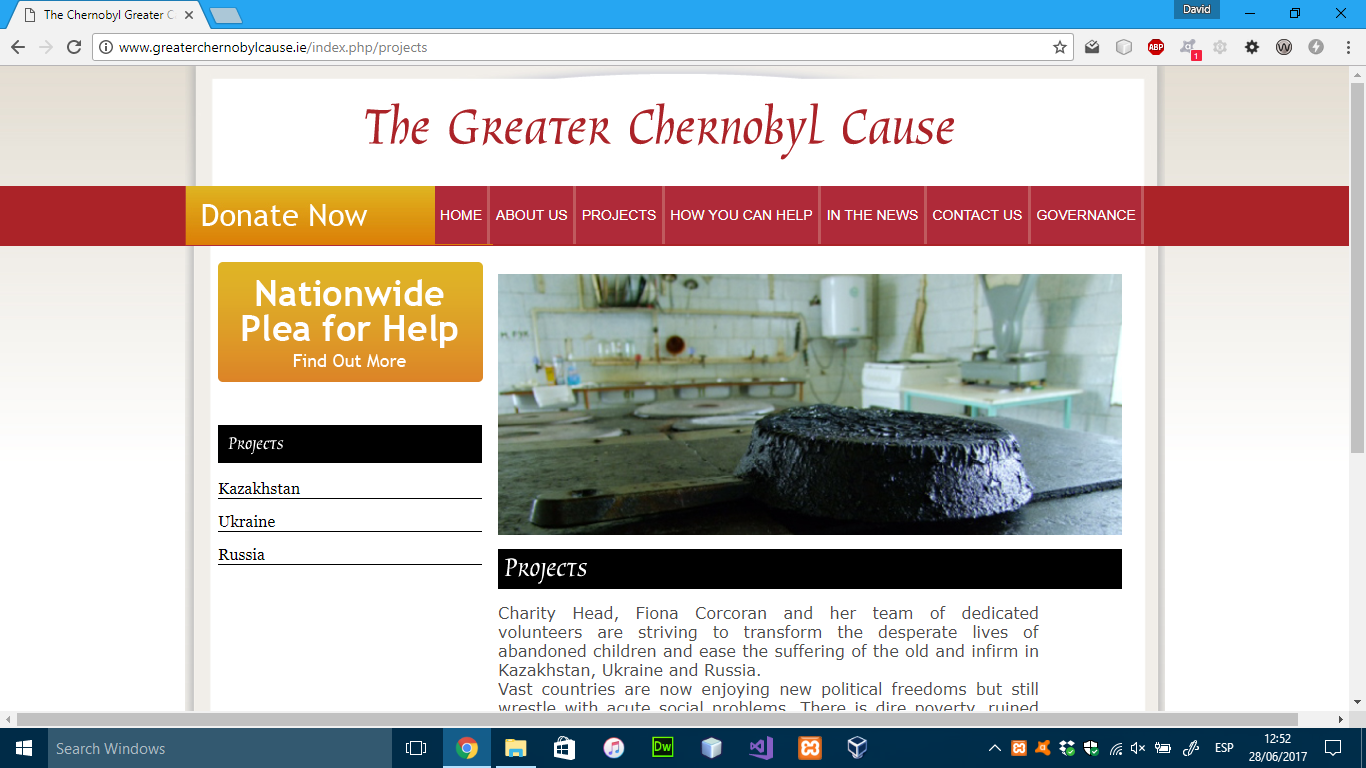 The Chernobyl Greater C
David
www.greaterchernobylcause.ie/index.php/projects
ABP
1
W
The Greater Chernobyl Cause
Donate Now
HOME
ABOUT US
PROJECTS
HOW YOU CAN HELP
IN THE NEWS
CONTACT US
GOVERNANCE
Nationwide
Plea for Help
Find Out More
Projects
Kazakhstan
Ukraine
Russia
Projects
Charity Head, Fiona Corcoran and her team of dedicated
volunteers are striving to transform the desperate lives of
abandoned children and ease the suffering of the old and infirm in
Kazakhstan, Ukraine and Russia.
Vast countries are now enjoying new political freedoms but still
wrestle with acute social problems. There is dire poverty, ruined
Search Windows
Dw
ESP
12:52
28/06/2017